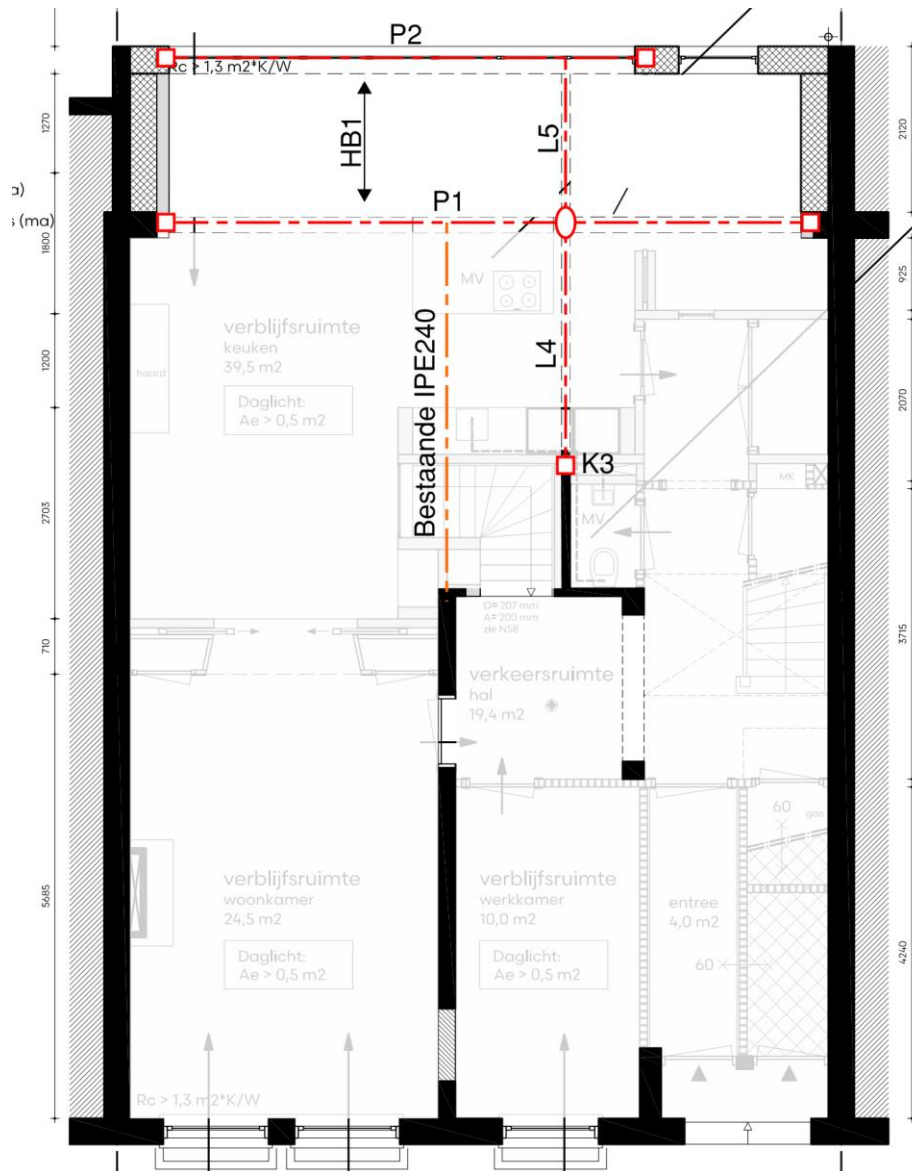 P2
Rc > 1,3 m2*K/W
HB1
L5
P1
a)
s (ma)
1270
1800
1200
2703
710
5685
2120
925
2070
3715
4240
MV
verblijfsruimte
keuken
39,5 m2
haard
Daglicht:
Ae > 0,5 m2
Bestaande IPE240
L4
K3
MK
MV
O= 207 mm
A= 200 mm
zie N58
verkeersruimte
hal
19,4 m2
verblijfsruimte
woonkamer
24,5 m2
Daglicht:
Ae > 0,5 m2
verblijfsruimte
werkkamer
10,0 m2
Daglicht:
Ae > 0,5 m2
entree
4,0 m2
60
gas
60
Rc > 1,3 m2*K/W